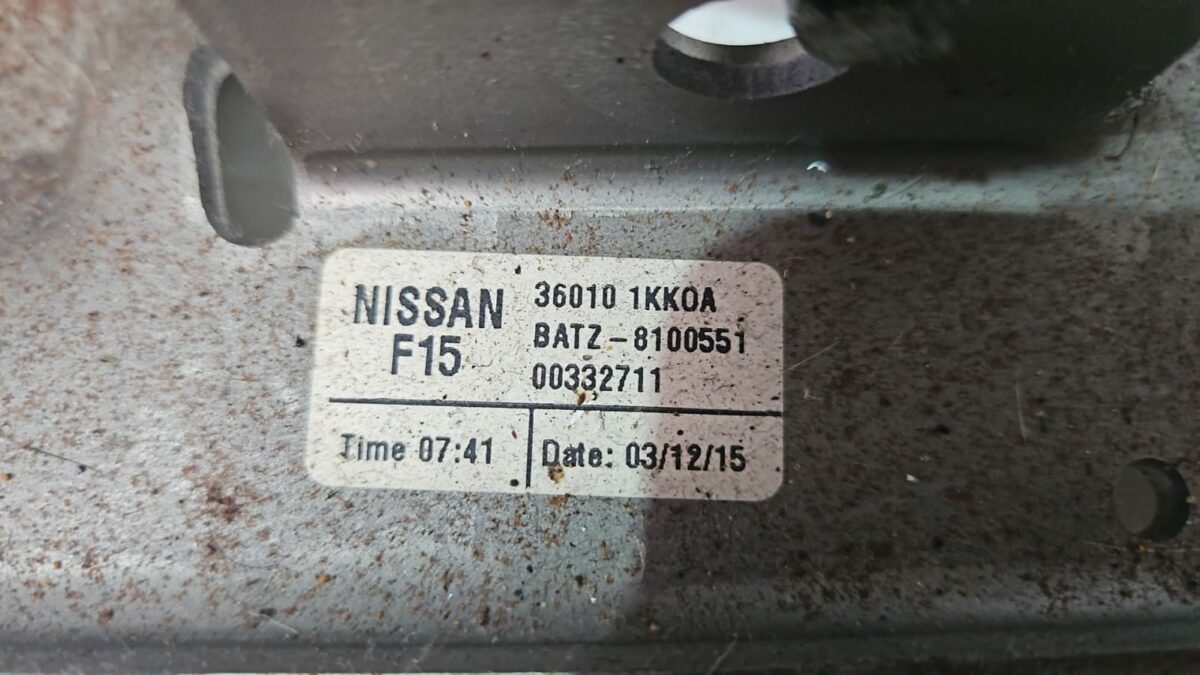 NISSAN
F15
36010 1KK0A
BATZ-8100551
00332711
Time 07:41
Date: 03/12/15